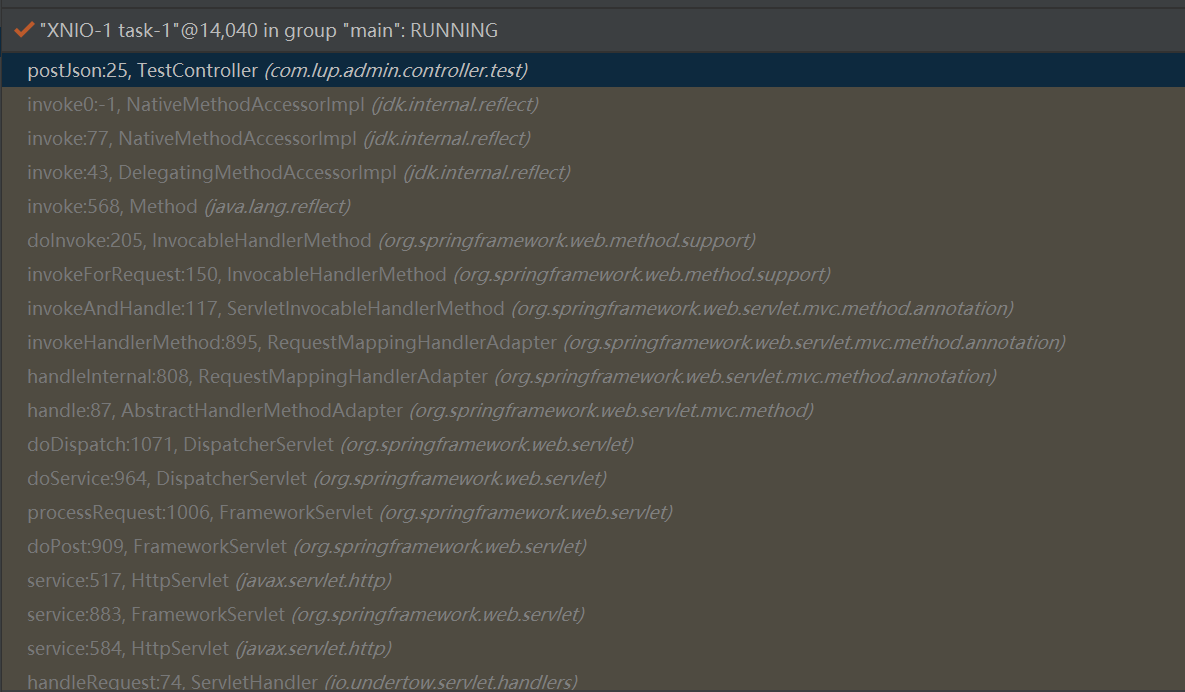 "XNIO-1 task-1"@14,040 in group "main": RUNNING
postJson:25, TestController (com.lup.admin.controller.test)
invoke0:-1, NativeMethodAccessorImpl (jdk.internal.reflect)
invoke:77, NativeMethodAccessorImpl (jdk.internal.reflect)
invoke:43, DelegatingMethodAccessorImpl (jdk.internal.reflect)
invoke:568, Method (java.lang.reflect)
doInvoke:205, InvocableHandlerMethod (org.springframework.web.method.support)
invokeForRequest:150, InvocableHandlerMethod (org.springframework.web.method.support)
invokeAndHandle:117, ServletInvocableHandlerMethod (org.springframework.web.servlet.mvc.method.annotation)
invokeHandlerMethod:895, RequestMappingHandlerAdapter (org.springframework.web.servlet.mvc.method.annotation)
handleInternal:808, RequestMappingHandlerAdapter (org.springframework.web.servlet.mvc.method.annotation)
handle:87, AbstractHandlerMethodAdapter (org.springframework.web.servlet.mvc.method)
doDispatch:1071, DispatcherServlet (org.springframework.web.servlet)
doService:964, DispatcherServlet (org.springframework.web.servlet)
processRequest:1006, FrameworkServlet (org.springframework.web.servlet)
doPost:909, FrameworkServlet (org.springframework.web.servlet)
service:517, HttpServlet (javax.servlet.http)
service:883, FrameworkServlet (org.springframework.web.servlet)
service:584, HttpServlet (javax.servlet.http)
handleRequest:74, ServletHandler (io.undertow.servlet.handlers)